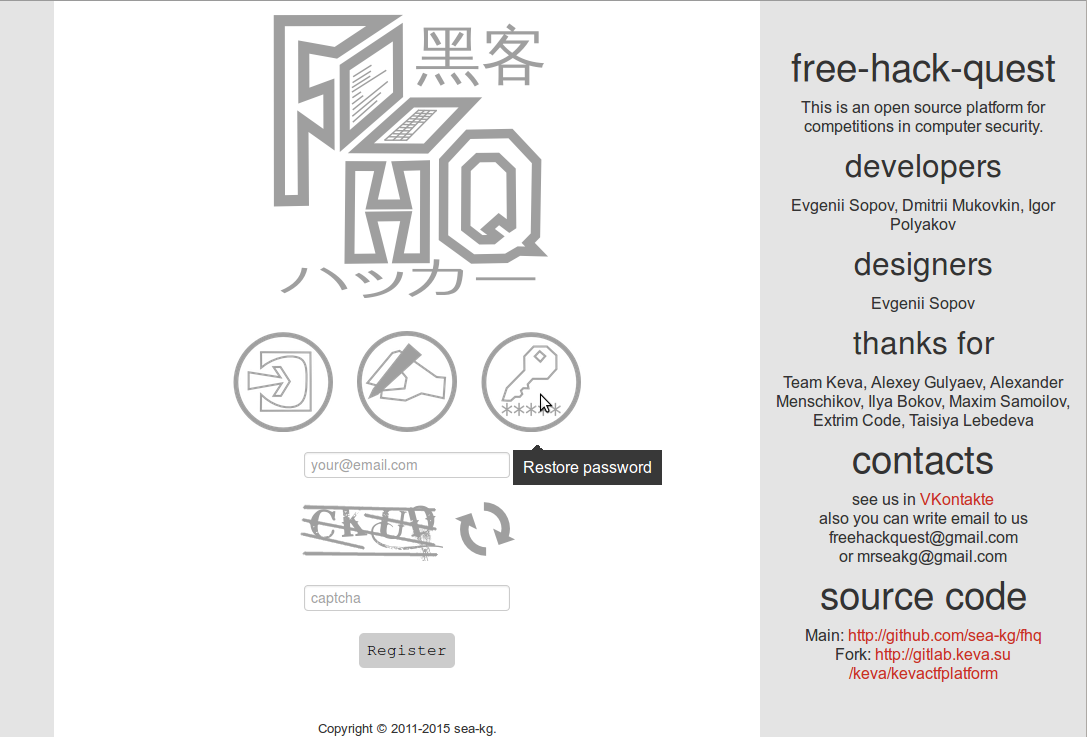 黑客
FHQ
ハッカー
*****
Restore password
your@email.com
captcha
Register
Copyright © 2011-2015 sea-kg.
free-hack-quest
This is an open source platform for
competitions in computer security.
developers
Evgenii Sopov, Dmitrii Mukovkin, Igor
Polyakov
designers
Evgenii Sopov
thanks for
Team Keva, Alexey Gulyaev, Alexander
Menschikov, Ilya Bokov, Maxim Samoilov,
Extrim Code, Taisiya Lebedeva
contacts
see us in VKontakte
also you can write email to us
freehackquest@gmail.com
or mrseakg@gmail.com
source code
Main: http://github.com/sea-kg/fhq
Fork: http://gitlab.keva.su
/keva/kevactfplatform